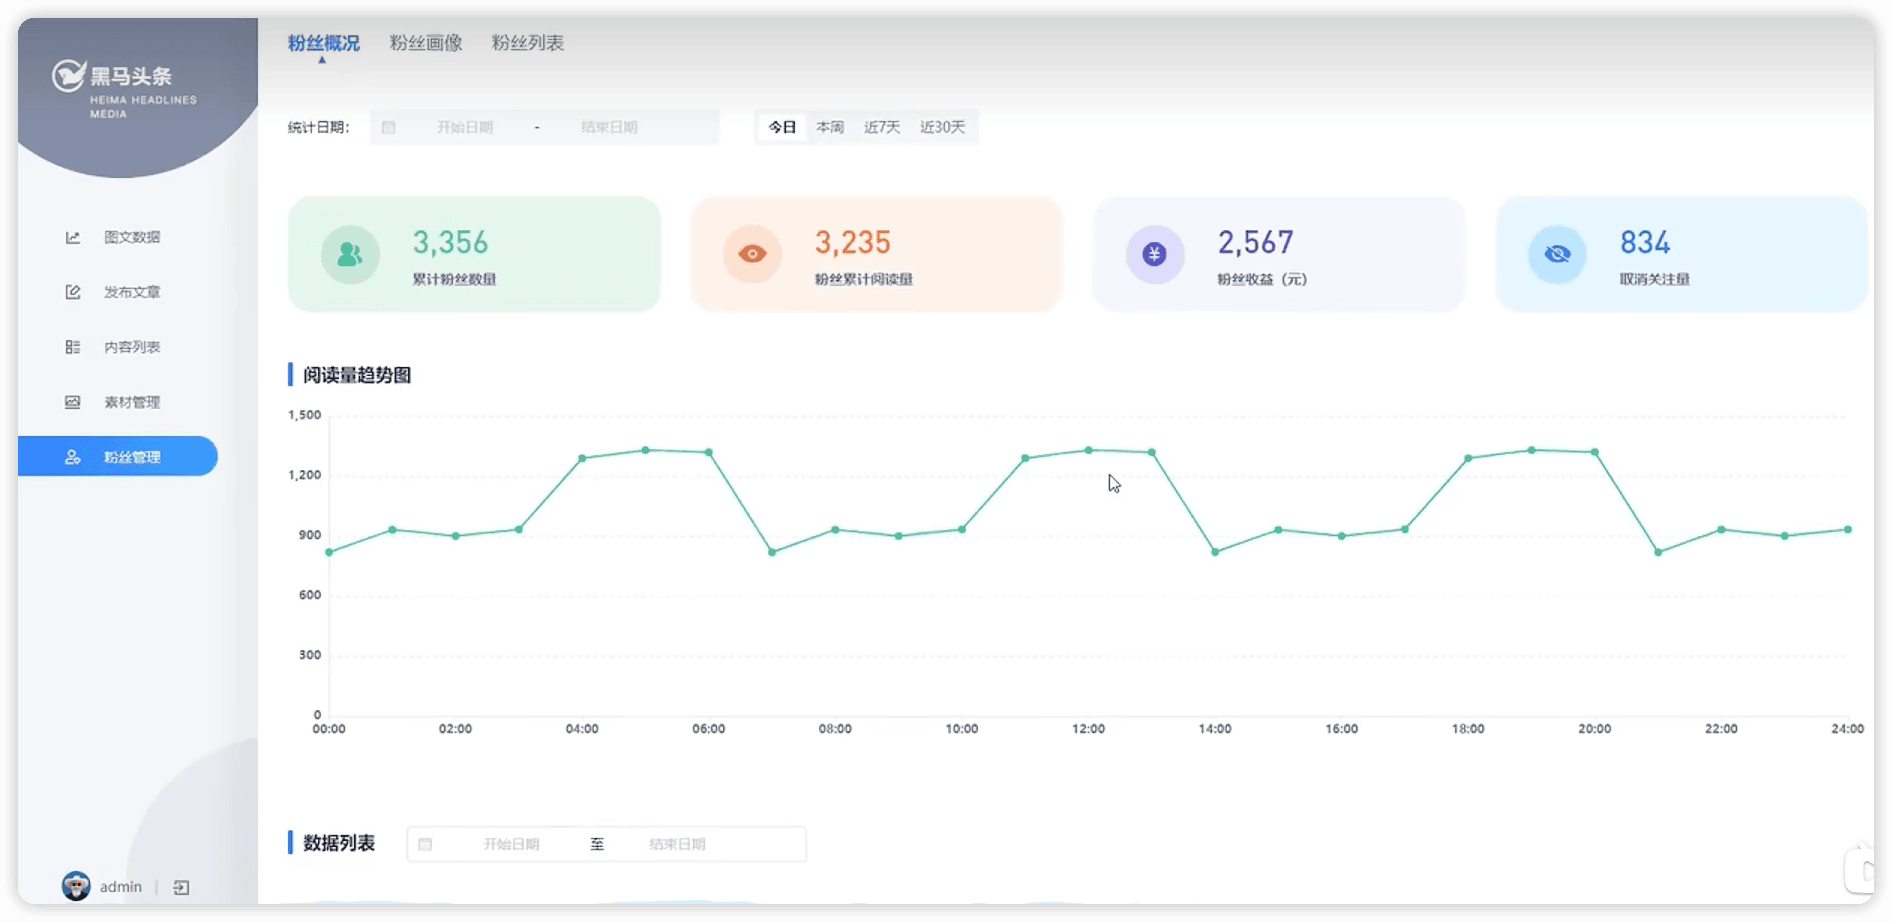 黑马头条
HEIMA HEADLINES
MEDIA
图文数据
发布文章
内容列表
素材管理
粉丝管理
admin
粉丝概况 粉丝画像 粉丝列表
统计日期： 开始日期 - 结束日期 今日 本周 近7天 近30天
3,356
累计粉丝数量
3,235
粉丝累计阅读量
2,567
粉丝收益（元）
834
取消关注量
阅读量趋势图
1,500
1,200
900
600
300
0
00:00 02:00 04:00 06:00 08:00 10:00 12:00 14:00 16:00 18:00 20:00 22:00 24:00
数据列表 开始日期 至 结束日期